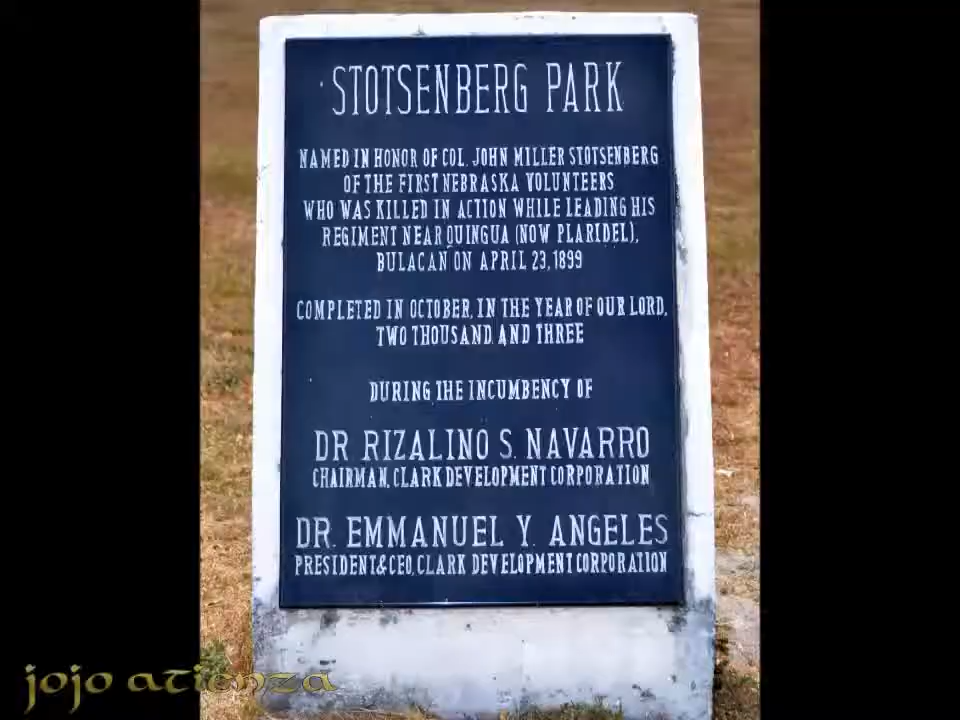 STOTSENBERG PARK
NAMED IN HONOR OF COL. JOHN MILLER STOTSENBERG
OF THE FIRST NEBRASKA VOLUNTEERS
WHO WAS KILLED IN ACTION WHILE LEADING HIS
REGIMENT NEAR QUINGUA (NOW PLARIDEL),
BULACAN ON APRIL 23, 1899
COMPLETED IN OCTOBER, IN THE YEAR OF OUR LORD,
TWO THOUSAND AND THREE
DURING THE INCUMBENCY OF
DR RIZALINO S. NAVARRO
CHAIRMAN, CLARK DEVELOPMENT CORPORATION
DR. EMMANUEL Y. ANGELES
PRESIDENT&CEO, CLARK DEVELOPMENT CORPORATION
jojo atienza